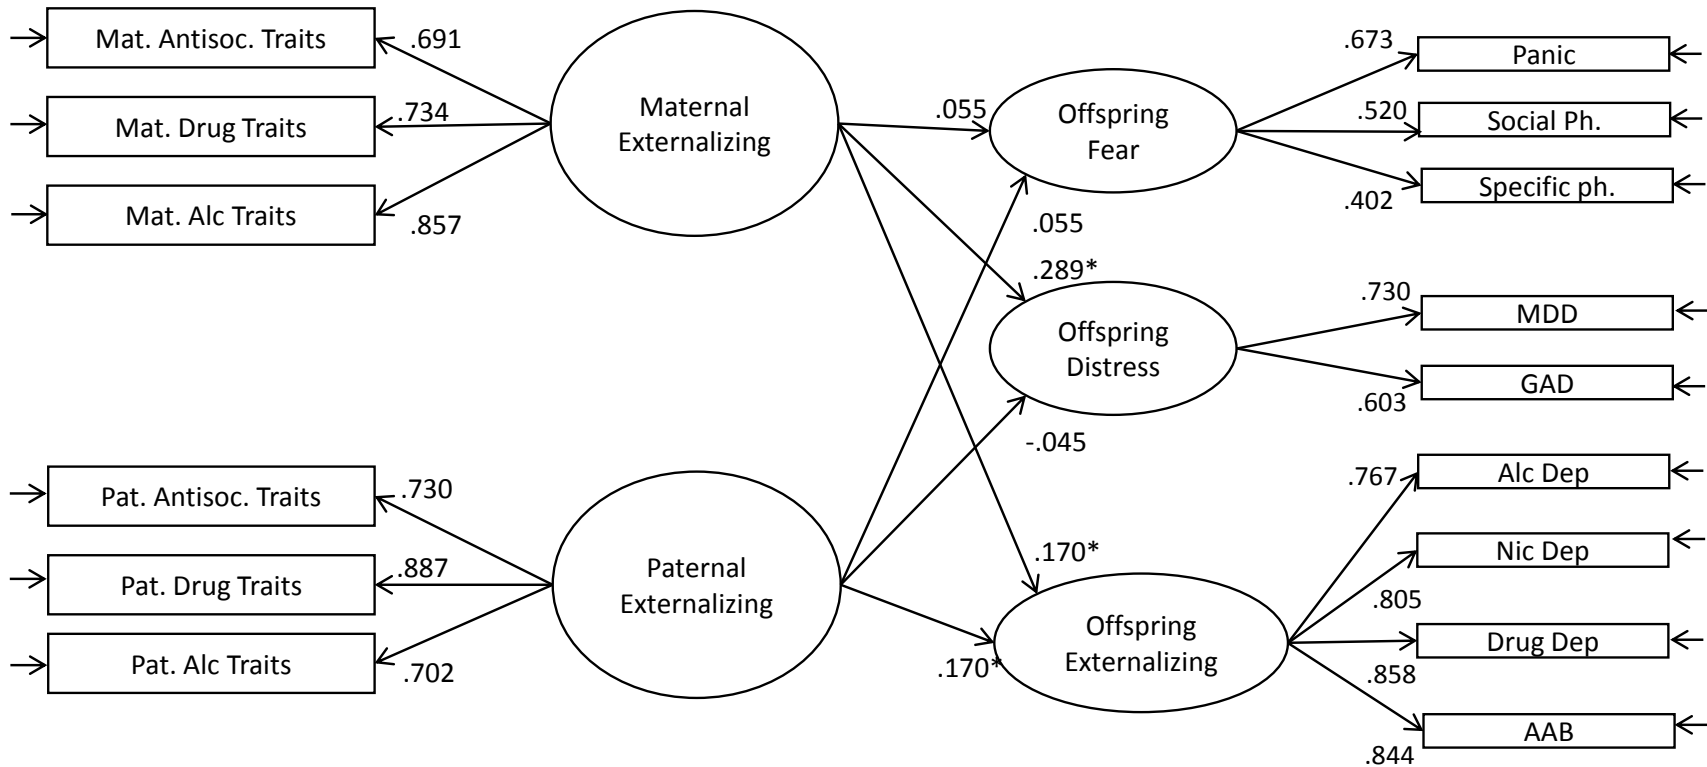 Mat. Antisoc. Traits
.691
Mat. Drug Traits
.734
Mat. Alc Traits
.857
Maternal
Externalizing
Pat. Antisoc. Traits
.730
Pat. Drug Traits
.887
Pat. Alc Traits
.702
Paternal
Externalizing
.055
Offspring
Fear
.055
.289*
Offspring
Distress
-.045
.170*
Offspring
Externalizing
.170*
.673
Panic
.520
Social Ph.
Specific ph.
.402
.730
MDD
GAD
.603
.767
Alc Dep
Nic Dep
.805
Drug Dep
.858
AAB
.844